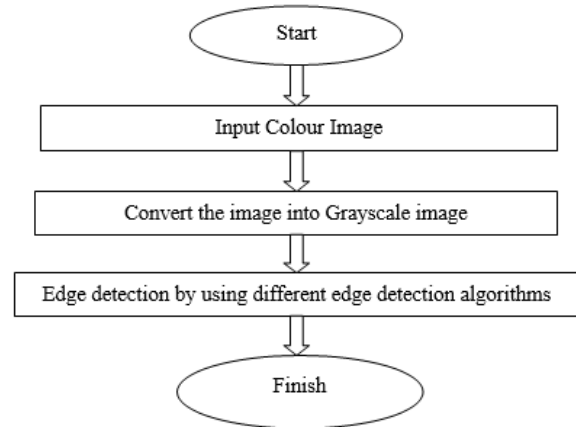 Start
Input Colour Image
Convert the image into Grayscale image
Edge detection by using different edge detection algorithms
Finish